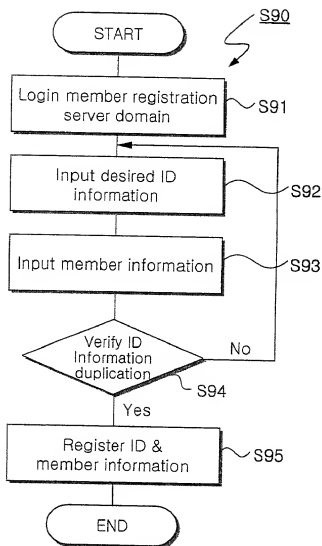 S90
START
Login member registration
server domain
S91
Input desired ID
information
S92
Input member information
S93
Verify ID
Information
duplication
No
S94
Yes
Register ID &
member information
S95
END